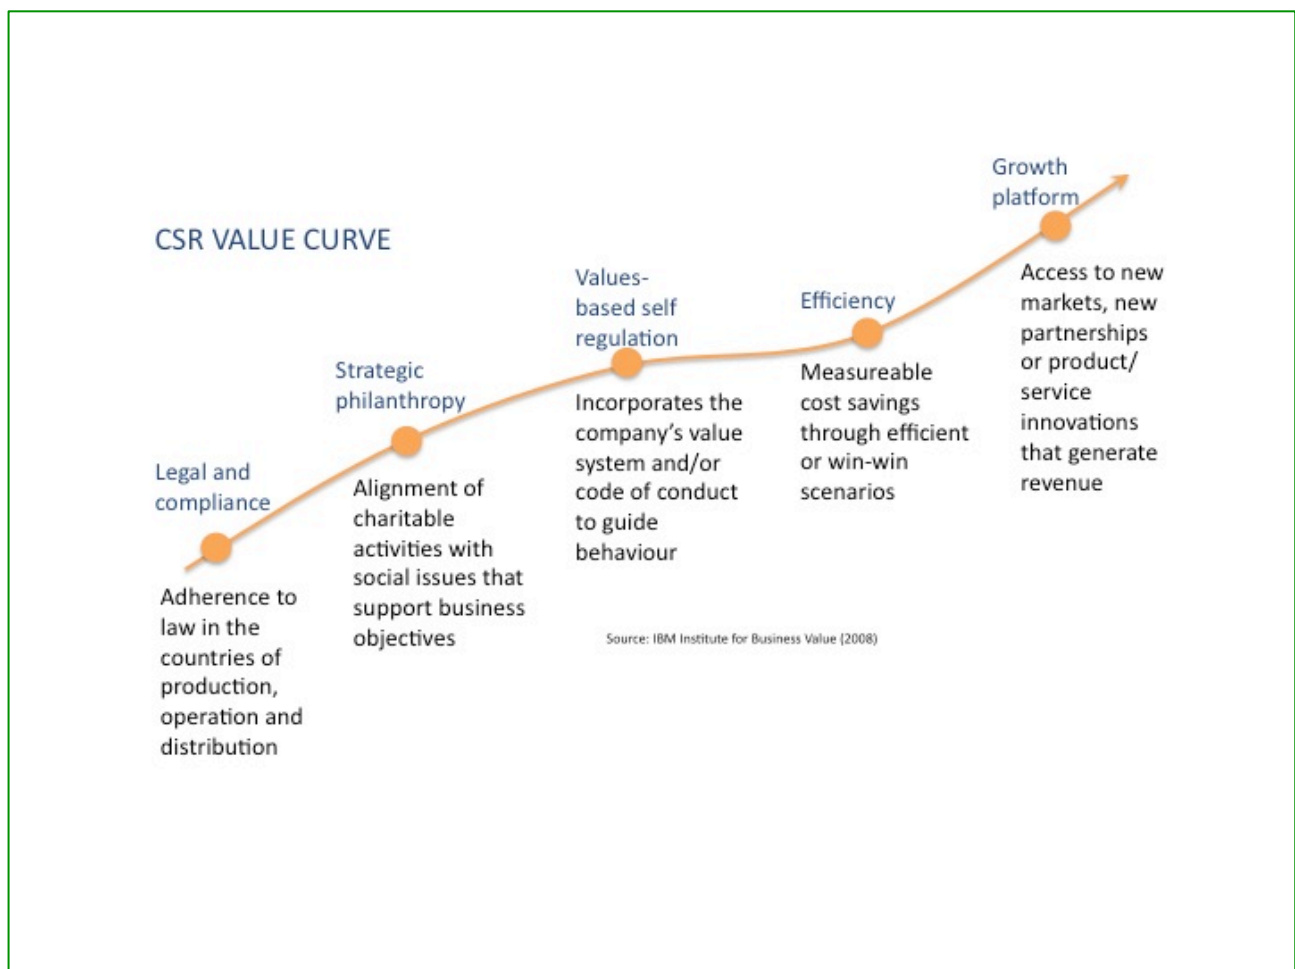 CSR VALUE CURVE
Legal and
compliance
Adherence to
law in the
countries of
production,
operation and
distribution
Strategic
philanthropy
Alignment of
charitable
activities with
social issues that
support business
objectives
Values-
based self
regulation
Incorporates the
company’s value
system and/or
code of conduct
to guide
behaviour
Efficiency
Measureable
cost savings
through efficient
or win-win
scenarios
Growth
platform
Access to new
markets, new
partnerships
or product/
service
innovations
that generate
revenue
Source: IBM Institute for Business Value (2008)